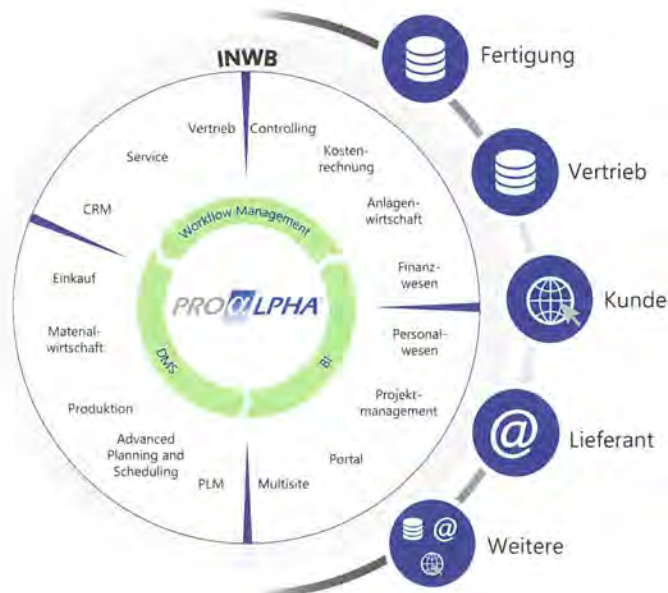 INWB
Fertigung
Vertrieb
Kunde
@
Lieferant
@
Weitere
Vertrieb
Controlling
Service
Kosten-
rechnung
CRM
Anlagen-
wirtschaft
Einkauf
Finanz-
wesen
Material-
wirtschaft
Personal-
wesen
Produktion
Projekt-
management
Advanced
Planning and
Scheduling
Portal
PLM
Multisite
Workflow Management
DMS
BI
PROαLPHA